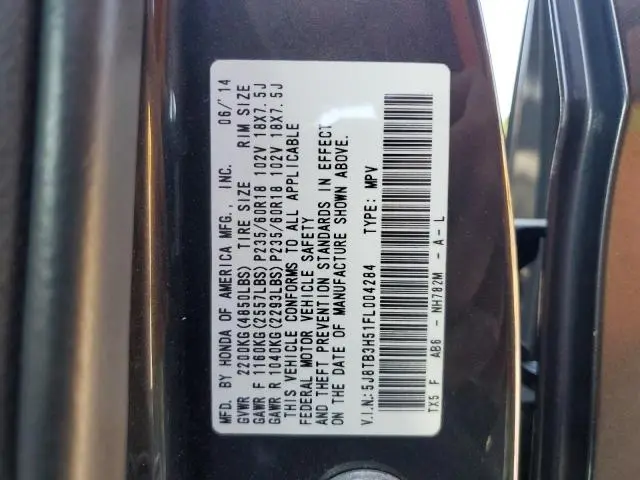 MFD. BY HONDA OF AMERICA MFG., INC. 06/'14
GVWR 2200KG(4850LBS) TIRE SIZE RIM SIZE
GAWR F 1160KG(2557LBS) P235/60R18 102V 18X7.5J
GAWR R 1040KG(2293LBS) P235/60R18 102V 18X7.5J
THIS VEHICLE CONFORMS TO ALL APPLICABLE
FEDERAL MOTOR VEHICLE SAFETY
AND THEFT PREVENTION STANDARDS IN EFFECT
ON THE DATE OF MANUFACTURE SHOWN ABOVE.
V.I.N.: 5J8TB3H51FL004284 TYPE: MPV
TX5 F AB6 - NH782M - A - L